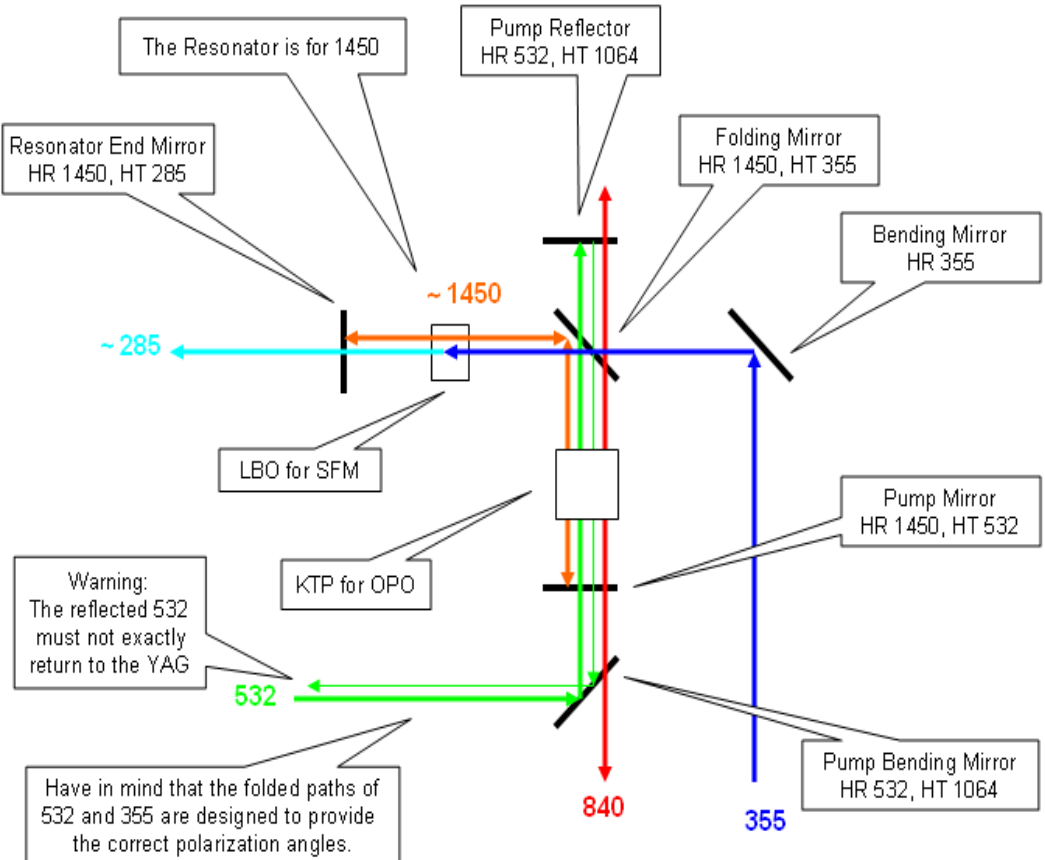 The Resonator is for 1450
Pump Reflector
HR 532, HT 1064
Resonator End Mirror
HR 1450, HT 285
Folding Mirror
HR 1450, HT 355
Bending Mirror
HR 355
~ 1450
~ 285
LBO for SFM
Pump Mirror
HR 1450, HT 532
KTP for OPO
Warning:
The reflected 532
must not exactly
return to the YAG
532
Pump Bending Mirror
HR 532, HT 1064
Have in mind that the folded paths of
532 and 355 are designed to provide
the correct polarization angles.
840
355